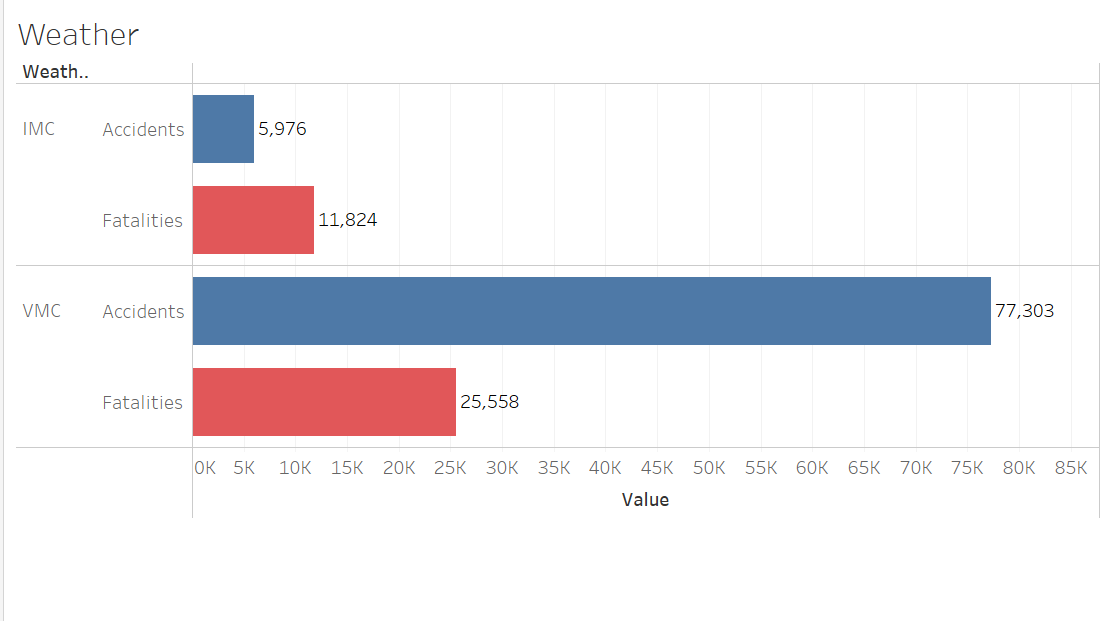 Weather
Weath..
IMC Accidents 5,976
Fatalities 11,824
VMC Accidents 77,303
Fatalities 25,558
0K 5K 10K 15K 20K 25K 30K 35K 40K 45K 50K 55K 60K 65K 70K 75K 80K 85K
Value